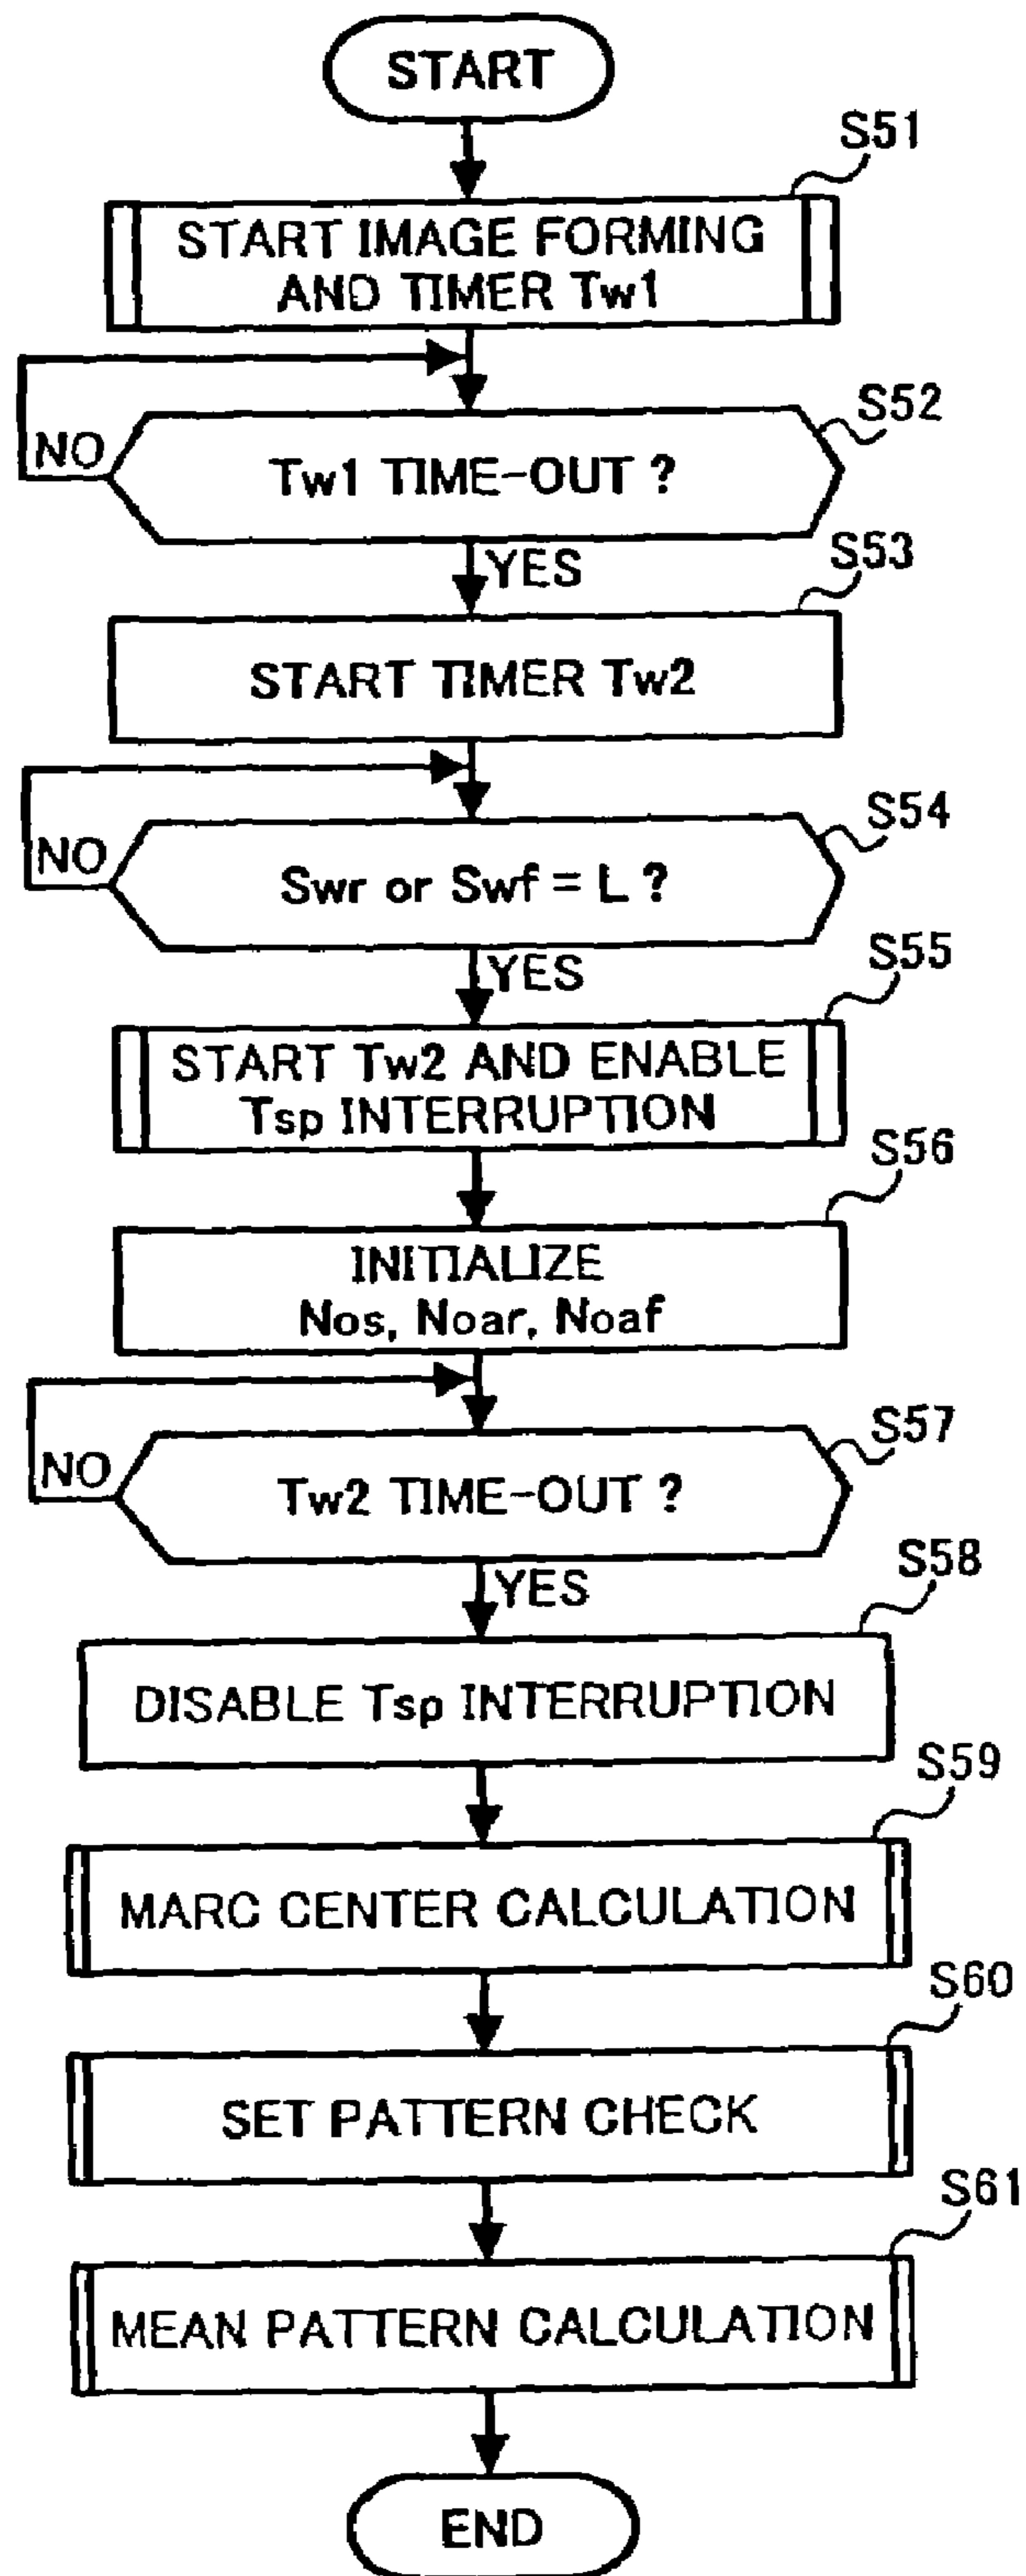 START
S51
START IMAGE FORMING
AND TIMER Tw1
S52
NO
Tw1 TIME-OUT ?
YES
S53
START TIMER Tw2
S54
NO
Swr or Swf = L ?
YES
S55
START Tw2 AND ENABLE
Tsp INTERRUPTION
S56
INITIALIZE
Nos, Noar, Noaf
S57
NO
Tw2 TIME-OUT ?
YES
S58
DISABLE Tsp INTERRUPTION
S59
MARC CENTER CALCULATION
S60
SET PATTERN CHECK
S61
MEAN PATTERN CALCULATION
END